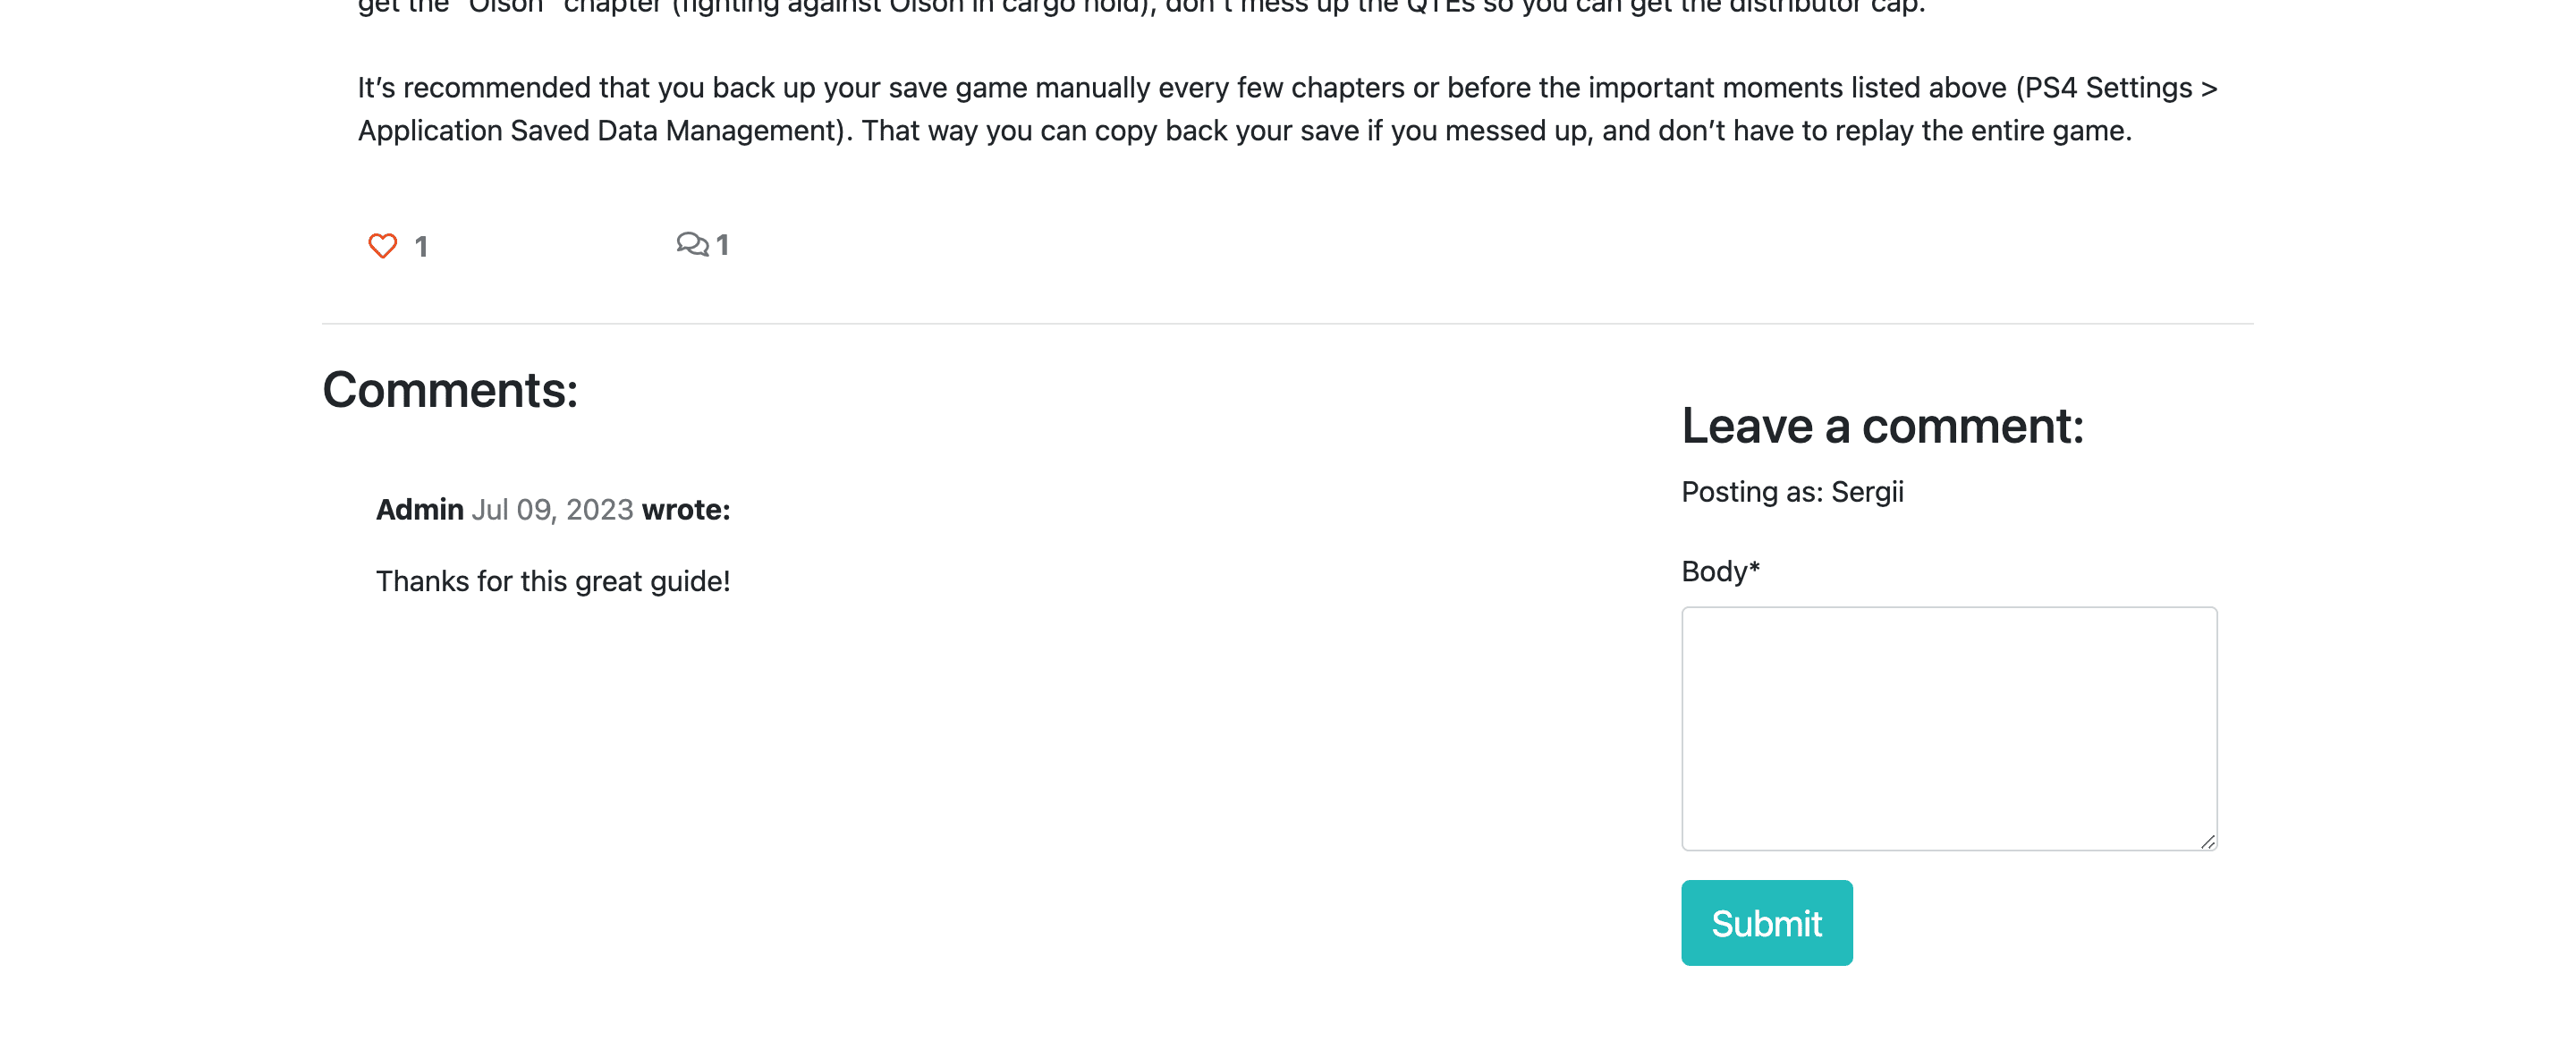 get the "Olson" chapter (fighting against Olson in cargo hold), don't mess up the QTEs so you can get the distributor cap.
It’s recommended that you back up your save game manually every few chapters or before the important moments listed above (PS4 Settings >
Application Saved Data Management). That way you can copy back your save if you messed up, and don’t have to replay the entire game.
1
1
Comments:
Admin Jul 09, 2023 wrote:
Thanks for this great guide!
Leave a comment:
Posting as: Sergii
Body*
Submit